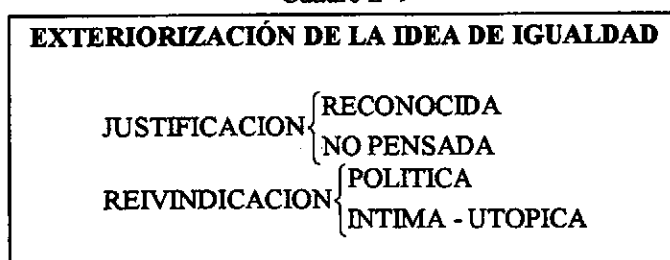 EXTERIORIZACIÓN DE LA IDEA DE IGUALDAD
RECONOCIDA
JUSTIFICACION
NO PENSADA
POLITICA
REIVINDICACION
INTIMA - UTOPICA